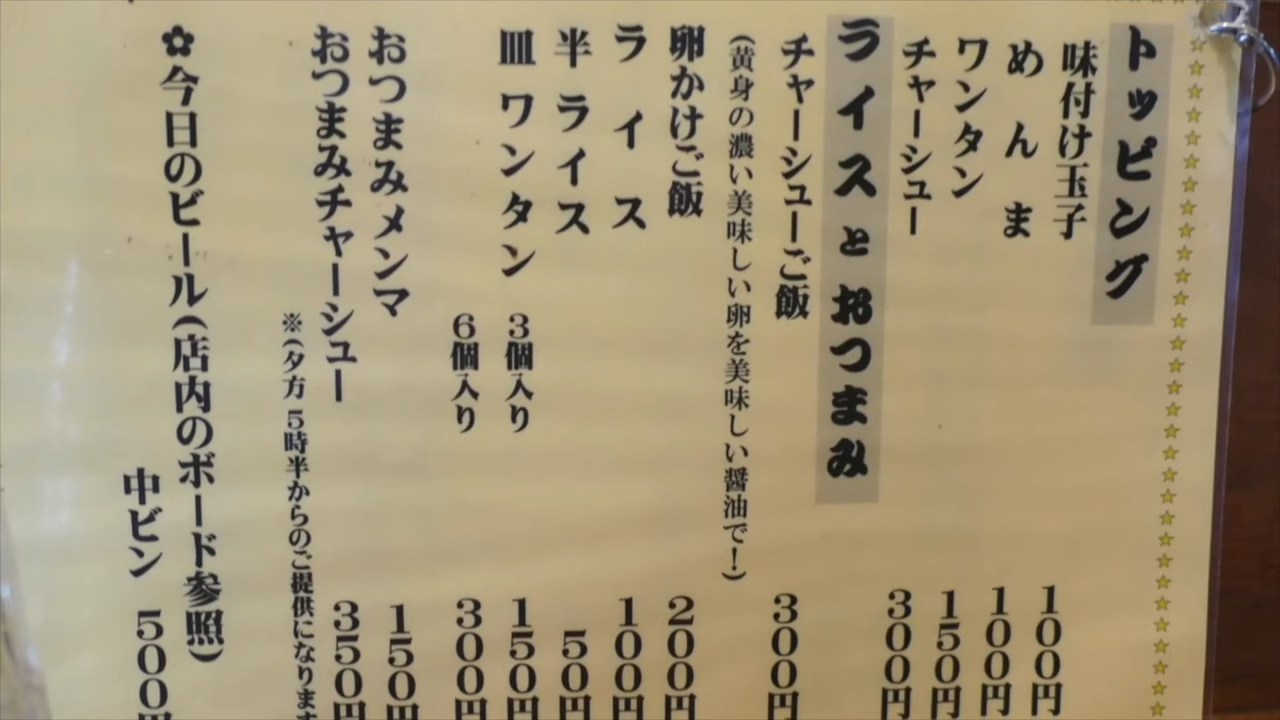 トッピング
味付け玉子 100円
めんま 100円
ワンタン 150円
チャーシュー 300円
ライスとおつまみ
チャーシューご飯 300円
(黄身の濃い美味しい卵を美味しい醤油で!)
卵かけご飯 200円
ライス 100円
半ライス 50円
皿ワンタン 3個入り 150円
6個入り 300円
おつまみメンマ 150円
おつまみチャーシュー 350円
※(夕方5時半からのご提供になります
✿今日のビール(店内のボード参照)
中ビン 500円